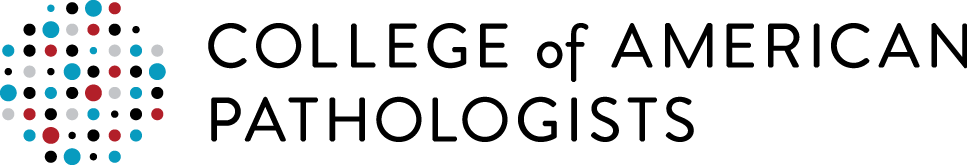 COLLEGE of AMERICAN
PATHOLOGISTS